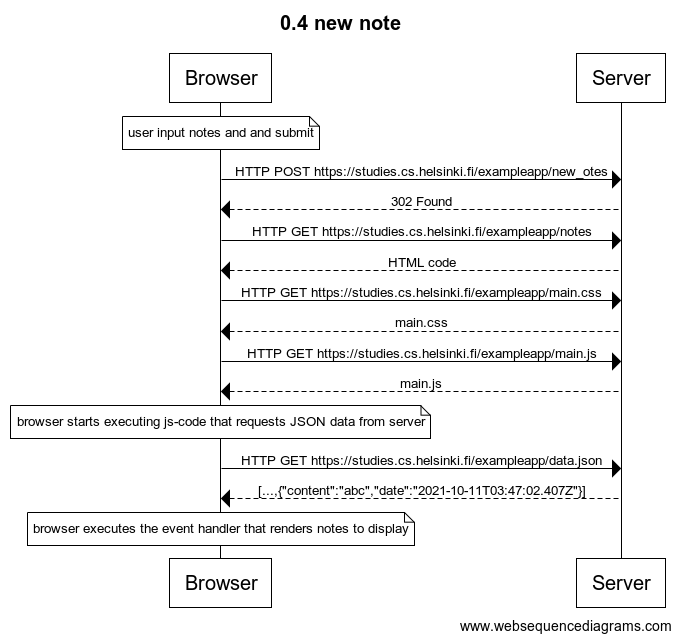 0.4 new note
Browser
Server
user input notes and and submit
HTTP POST https://studies.cs.helsinki.fi/exampleapp/new_otes
302 Found
HTTP GET https://studies.cs.helsinki.fi/exampleapp/notes
HTML code
HTTP GET https://studies.cs.helsinki.fi/exampleapp/main.css
main.css
HTTP GET https://studies.cs.helsinki.fi/exampleapp/main.js
main.js
browser starts executing js-code that requests JSON data from server
HTTP GET https://studies.cs.helsinki.fi/exampleapp/data.json
[...,{"content":"abc","date":"2021-10-11T03:47:02.407Z"}]
browser executes the event handler that renders notes to display
Browser
Server
www.websequencediagrams.com